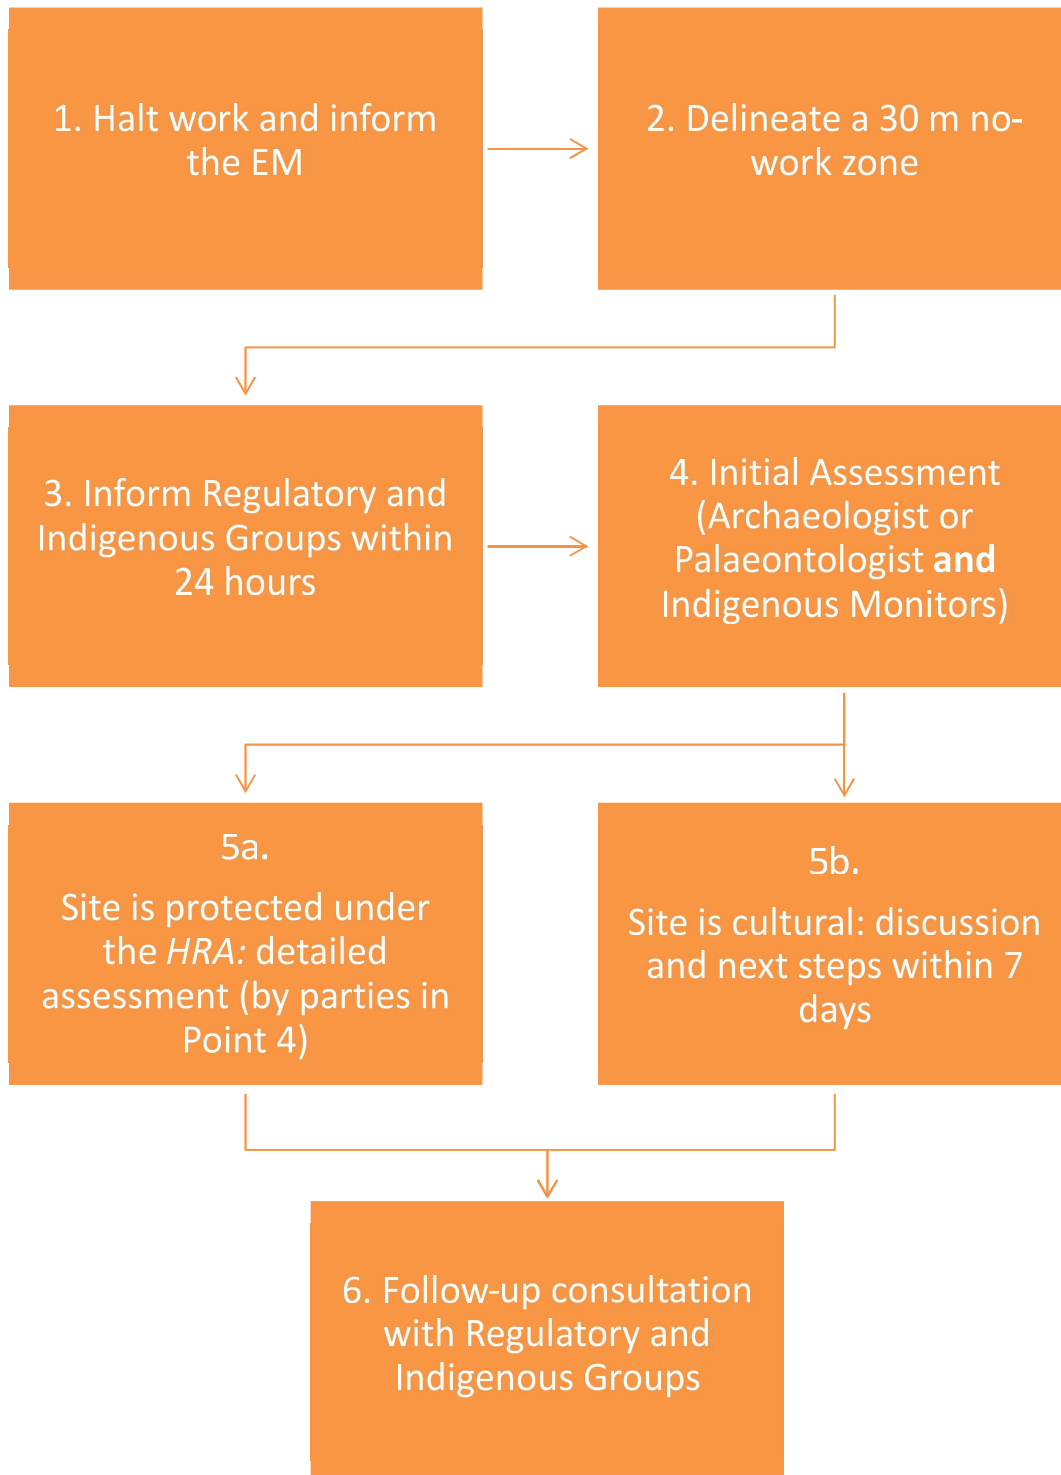 1. Halt work and inform
the EM
2. Delineate a 30 m no-
work zone
3. Inform Regulatory and
Indigenous Groups within
24 hours
4. Initial Assessment
(Archaeologist or
Palaeontologist and
Indigenous Monitors)
5a.
Site is protected under
the HRA: detailed
assessment (by parties in
Point 4)
5b.
Site is cultural: discussion
and next steps within 7
days
6. Follow-up consultation
with Regulatory and
Indigenous Groups